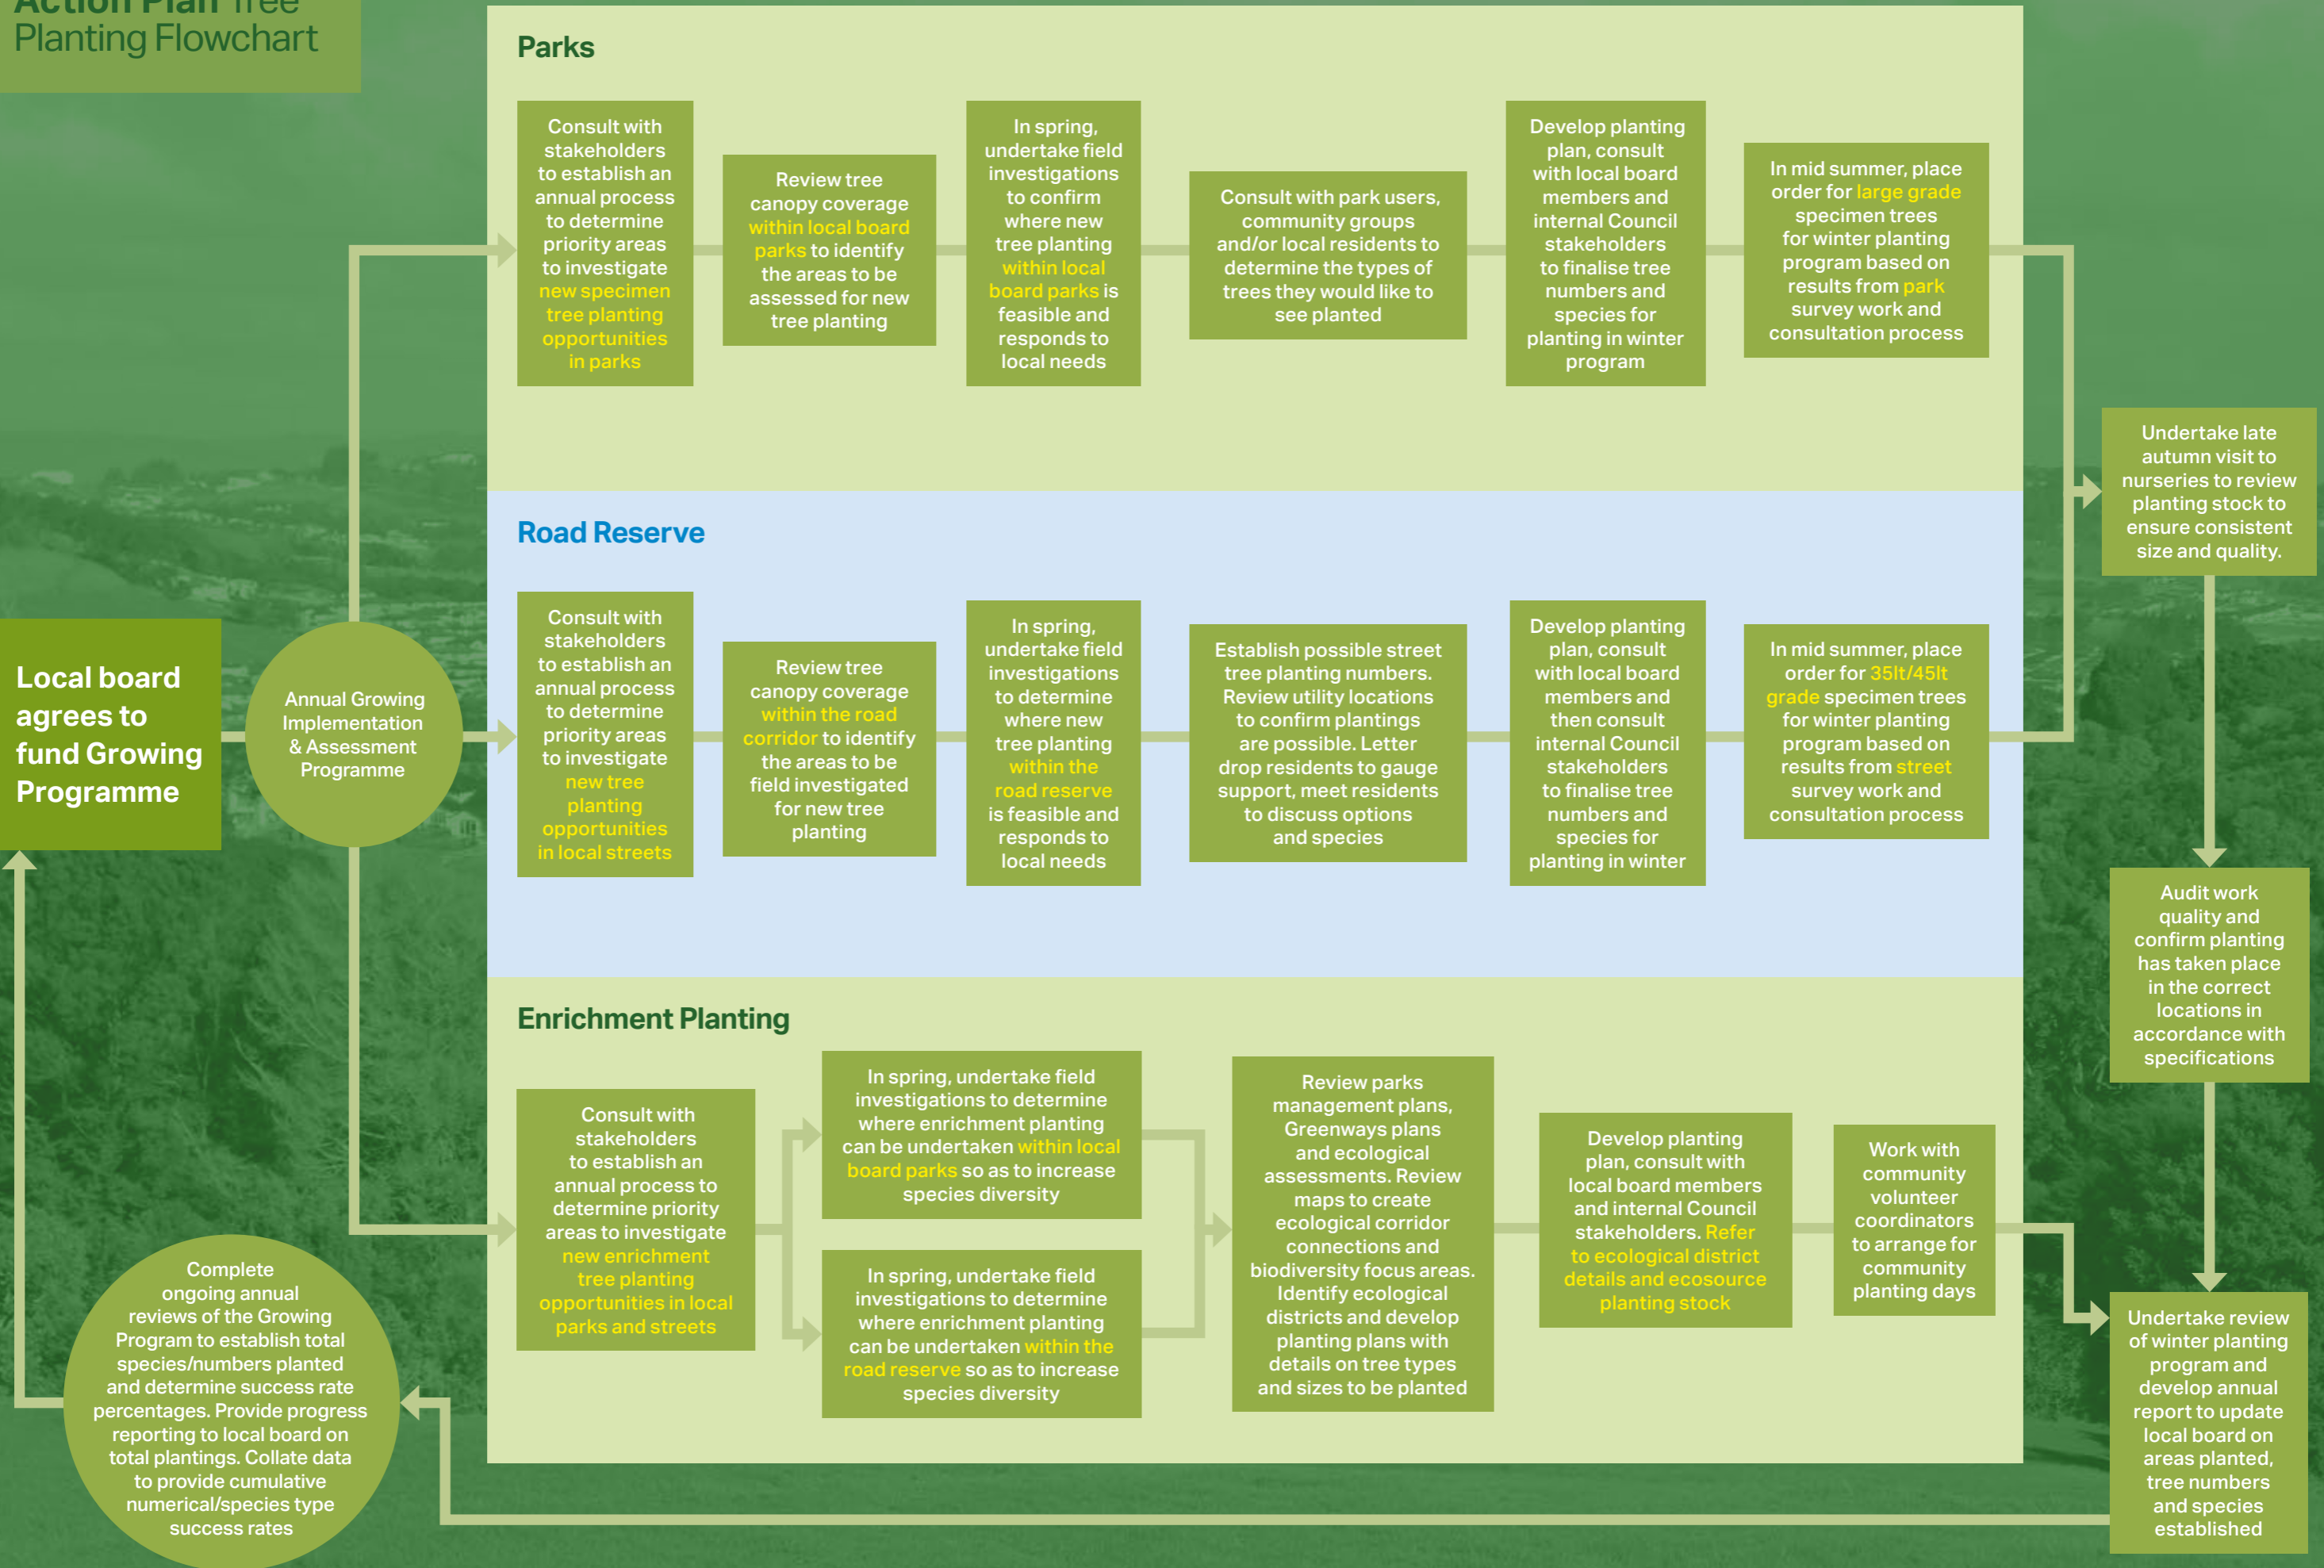 Action Plan Tree
Planting Flowchart
Parks
Consult with
stakeholders
to establish an
annual process
to determine
priority areas
to investigate
new specimen
tree planting
opportunities
in parks
Review tree
canopy coverage
within local board
parks to identify
the areas to be
assessed for new
tree planting
In spring,
undertake field
investigations
to confirm
where new
tree planting
within local
board parks is
feasible and
responds to
local needs
Consult with park users,
community groups
and/or local residents to
determine the types of
trees they would like to
see planted
Develop planting
plan, consult
with local board
members and
internal Council
stakeholders
to finalise tree
numbers and
species for
planting in winter
program
In mid summer, place
order for large grade
specimen trees
for winter planting
program based on
results from park
survey work and
consultation process
Undertake late
autumn visit to
nurseries to review
planting stock to
ensure consistent
size and quality.
Local board
agrees to
fund Growing
Programme
Annual Growing
Implementation
& Assessment
Programme
Road Reserve
Consult with
stakeholders
to establish an
annual process
to determine
priority areas
to investigate
new tree
planting
opportunities
in local streets
Review tree
canopy coverage
within the road
corridor to identify
the areas to be
field investigated
for new tree
planting
In spring,
undertake field
investigations
to determine
where new
tree planting
within the
road reserve
is feasible and
responds to
local needs
Establish possible street
tree planting numbers.
Review utility locations
to confirm plantings
are possible. Letter
drop residents to gauge
support, meet residents
to discuss options
and species
Develop planting
plan, consult
with local board
members and
then consult
internal Council
stakeholders
to finalise tree
numbers and
species for
planting in winter
In mid summer, place
order for 35lt/45lt
grade specimen trees
for winter planting
program based on
results from street
survey work and
consultation process
Audit work
quality and
confirm planting
has taken place
in the correct
locations in
accordance with
specifications
Enrichment Planting
Consult with
stakeholders
to establish an
annual process to
determine priority
areas to investigate
new enrichment
tree planting
opportunities in local
parks and streets
In spring, undertake field
investigations to determine
where enrichment planting
can be undertaken within local
board parks so as to increase
species diversity
In spring, undertake field
investigations to determine
where enrichment planting
can be undertaken within the
road reserve so as to increase
species diversity
Review parks
management plans,
Greenways plans
and ecological
assessments. Review
maps to create
ecological corridor
connections and
biodiversity focus areas.
Identify ecological
districts and develop
planting plans with
details on tree types
and sizes to be planted
Develop planting
plan, consult with
local board members
and internal Council
stakeholders. Refer
to ecological district
details and ecosource
planting stock
Work with
community
volunteer
coordinators
to arrange for
community
planting days
Undertake review
of winter planting
program and
develop annual
report to update
local board on
areas planted,
tree numbers
and species
established
Complete
ongoing annual
reviews of the Growing
Program to establish total
species/numbers planted
and determine success rate
percentages. Provide progress
reporting to local board on
total plantings. Collate data
to provide cumulative
numerical/species type
success rates